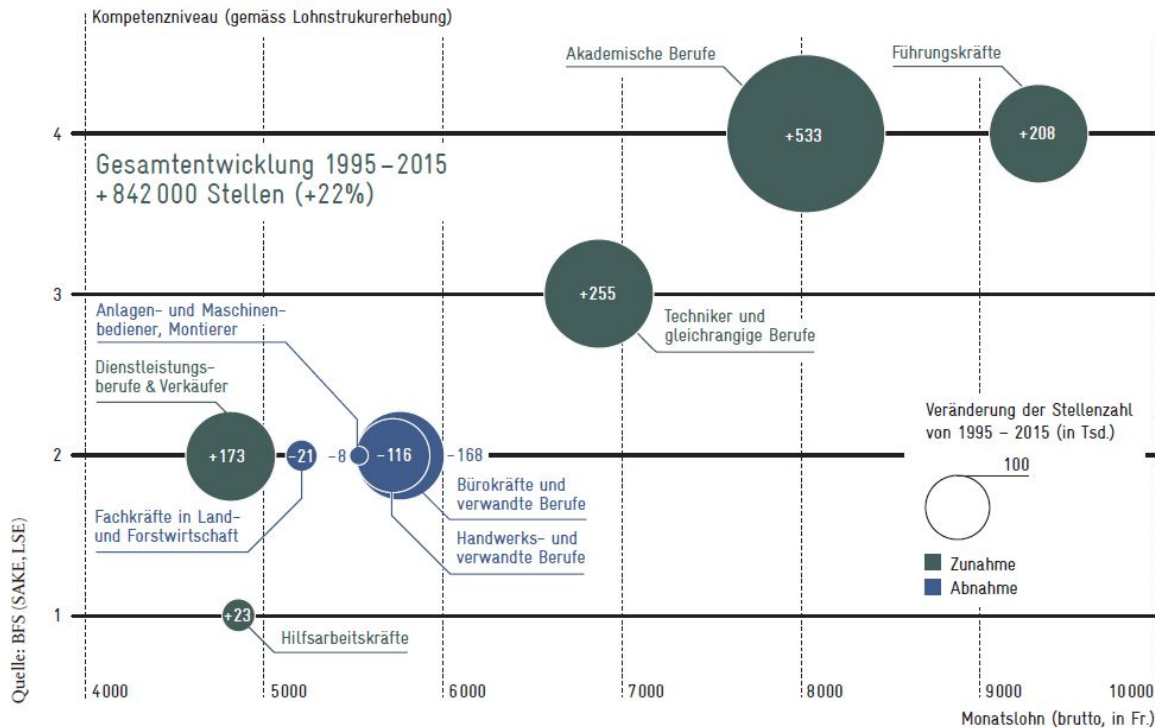 Kompetenzniveau (gemäss Lohnstrukurerhebung)
Akademische Berufe
Führungskräfte
4
+533
+208
Gesamtentwicklung 1995–2015
+842 000 Stellen (+22%)
3
+255
Anlagen- und Maschinen-
bediener, Montierer
Techniker und
gleichrangige Berufe
Dienstleistungs-
berufe & Verkäufer
Veränderung der Stellenzahl
von 1995 – 2015 (in Tsd.)
100
2
+173
–21
–8
–116
–168
Bürokräfte und
verwandte Berufe
Fachkräfte in Land-
und Forstwirtschaft
Handwerks- und
verwandte Berufe
Zunahme
Abnahme
1
+23
Hilfsarbeitskräfte
4000
5000
6000
7000
8000
9000
10000
Monatslohn (brutto, in Fr.)
Quelle: BFS (SAKE, LSE)